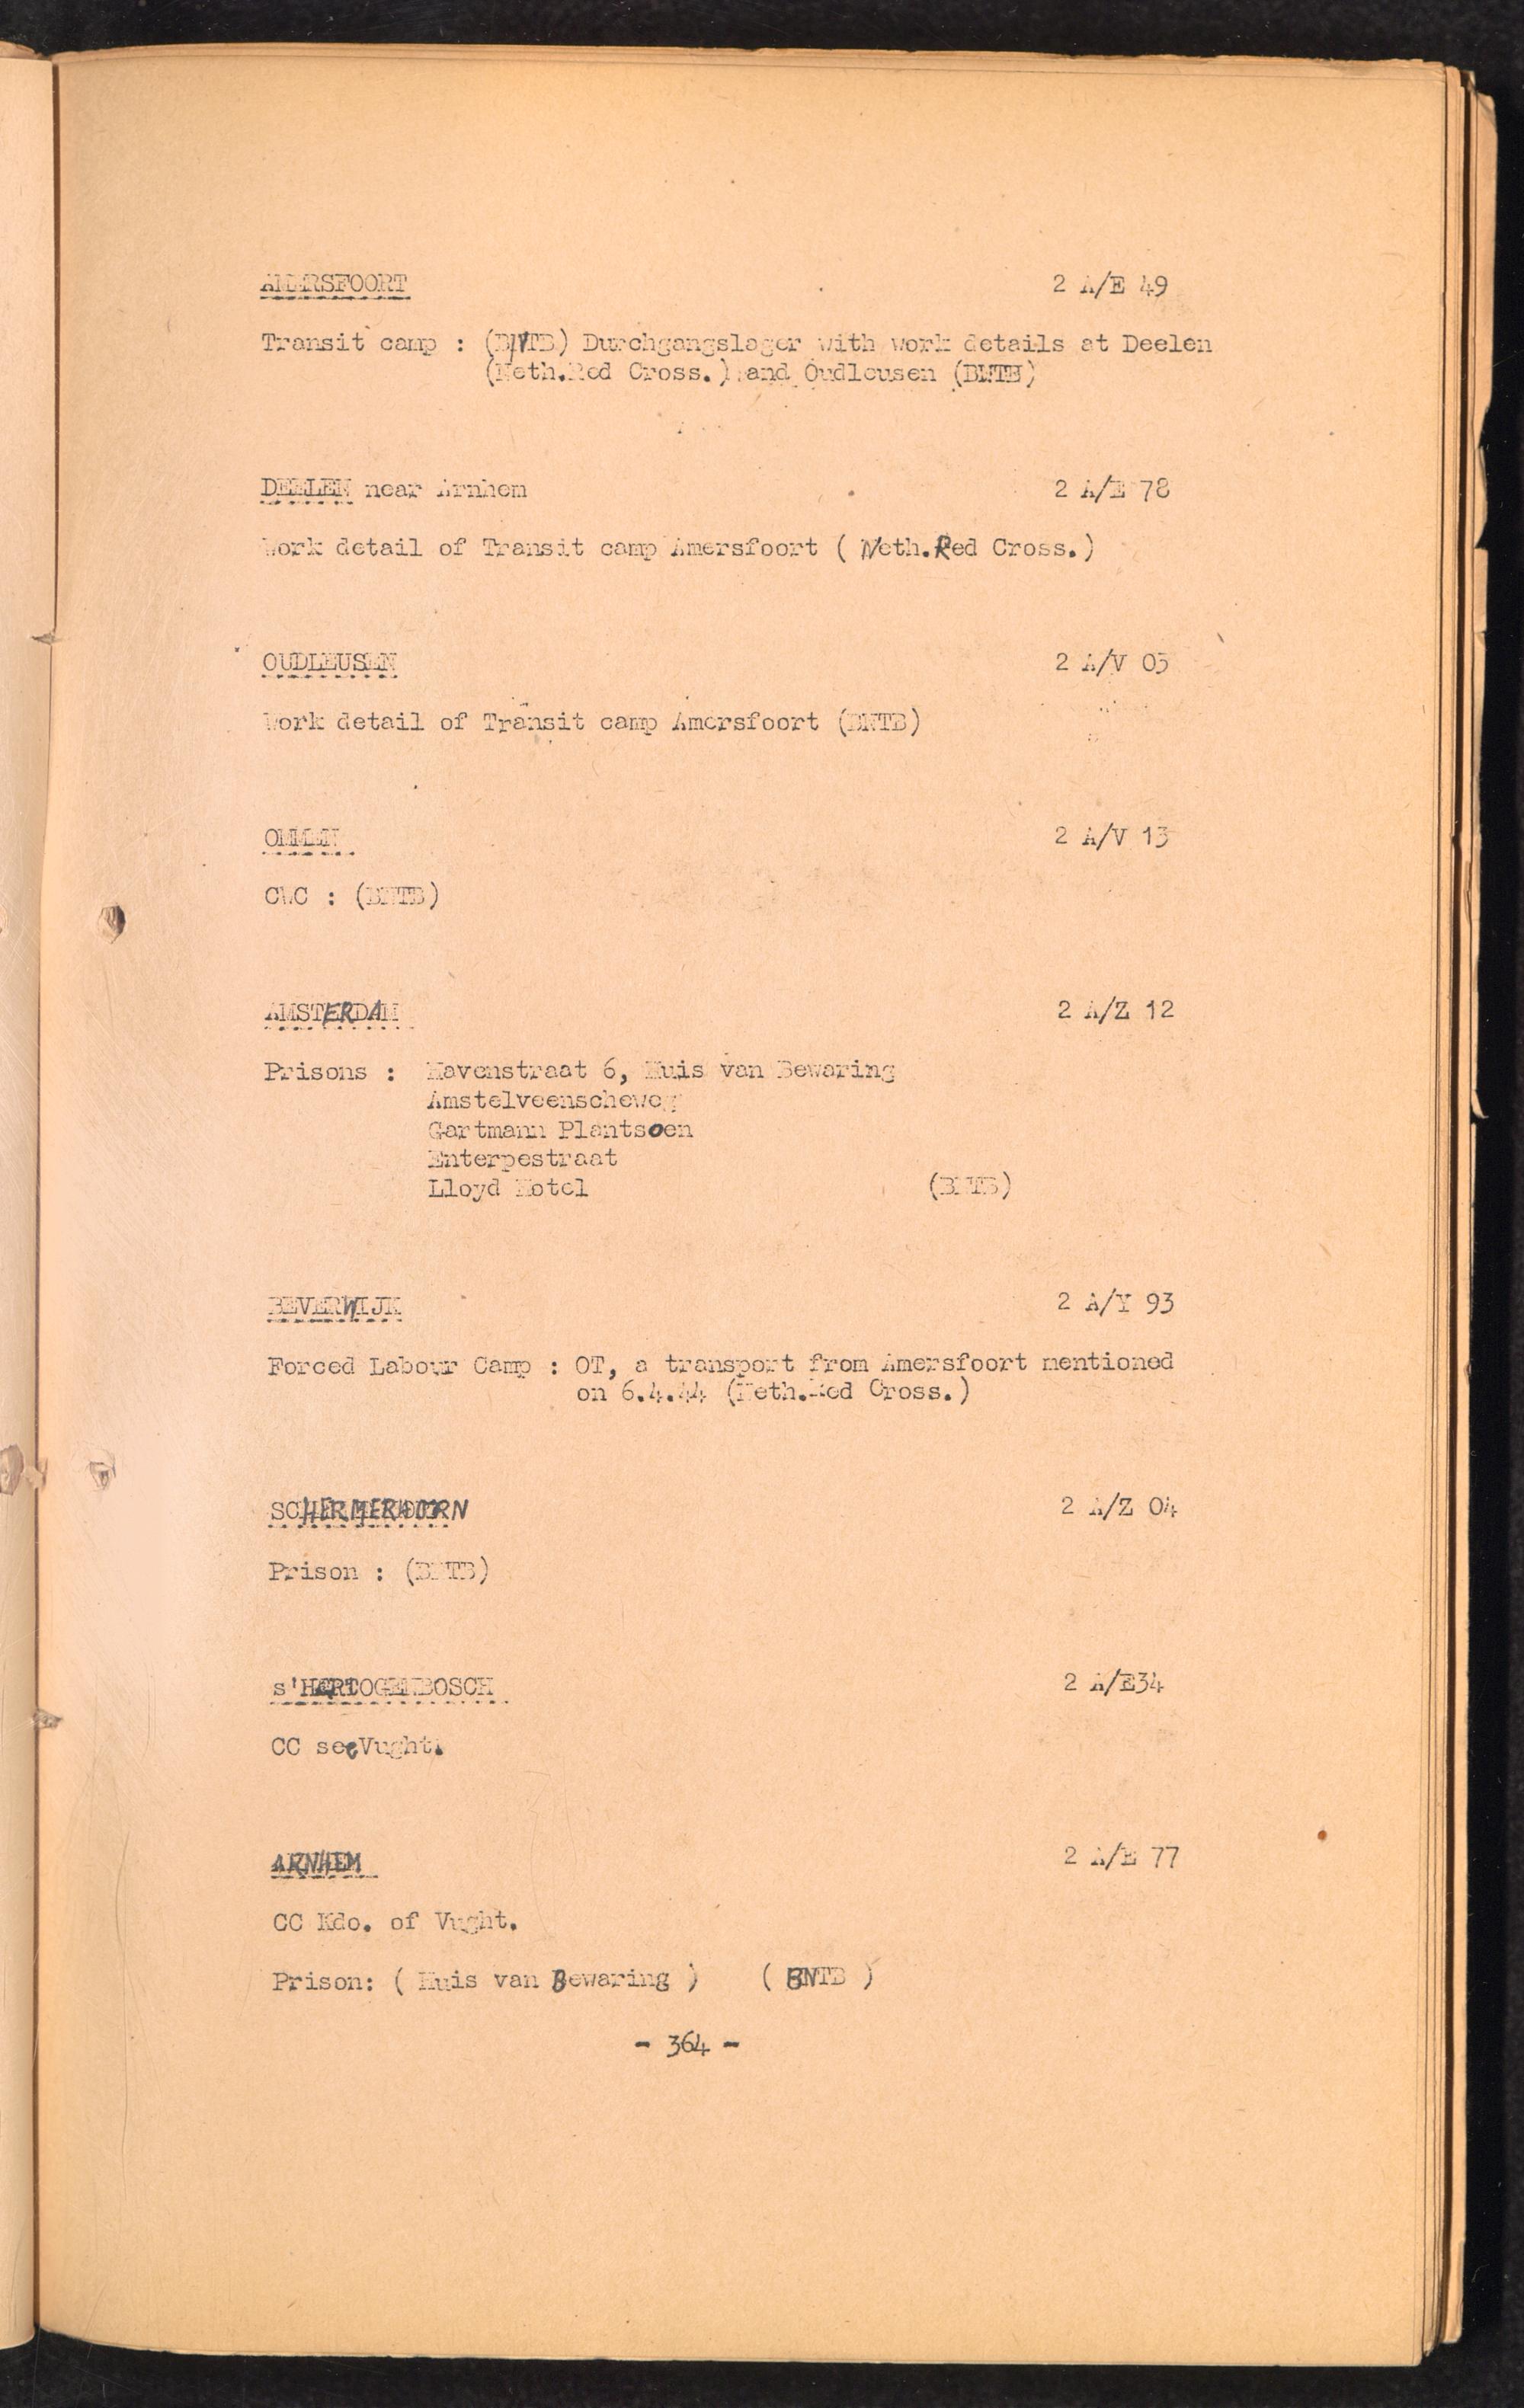 AMERSFOORT 2 A/E 49
Transit camp : (BNTB) Durchgangslager with work details at Deelen
(Neth.Red Cross.) and Oudleusen (BNTB)
DEELEN near Arnhem 2 A/E 78
Work detail of Transit camp Amersfoort ( Neth.Red Cross.)
OUDLEUSEN 2 A/V 03
Work detail of Transit camp Amersfoort (BNTB)
OMMEN 2 A/V 13
CWC : (BNTB)
AMSTERDAM 2 A/Z 12
Prisons : Havenstraat 6, Huis van Bewaring
Amstelveenscheweg
Gartmann Plantsoen
Enterpestraat
Lloyd Hotel (BNTB)
BEVERWIJK 2 A/Y 93
Forced Labour Camp : OT, a transport from Amersfoort mentioned
on 6.4.44 (Neth.Red Cross.)
SCHERMERHORN 2 A/Z 04
Prison : (BNTB)
s'HERTOGENBOSCH 2 A/E34
CC see Vught.
ARNHEM 2 A/E 77
CC Kdo. of Vught.
Prison: ( Huis van Bewaring ) ( BNTB )
- 364 -